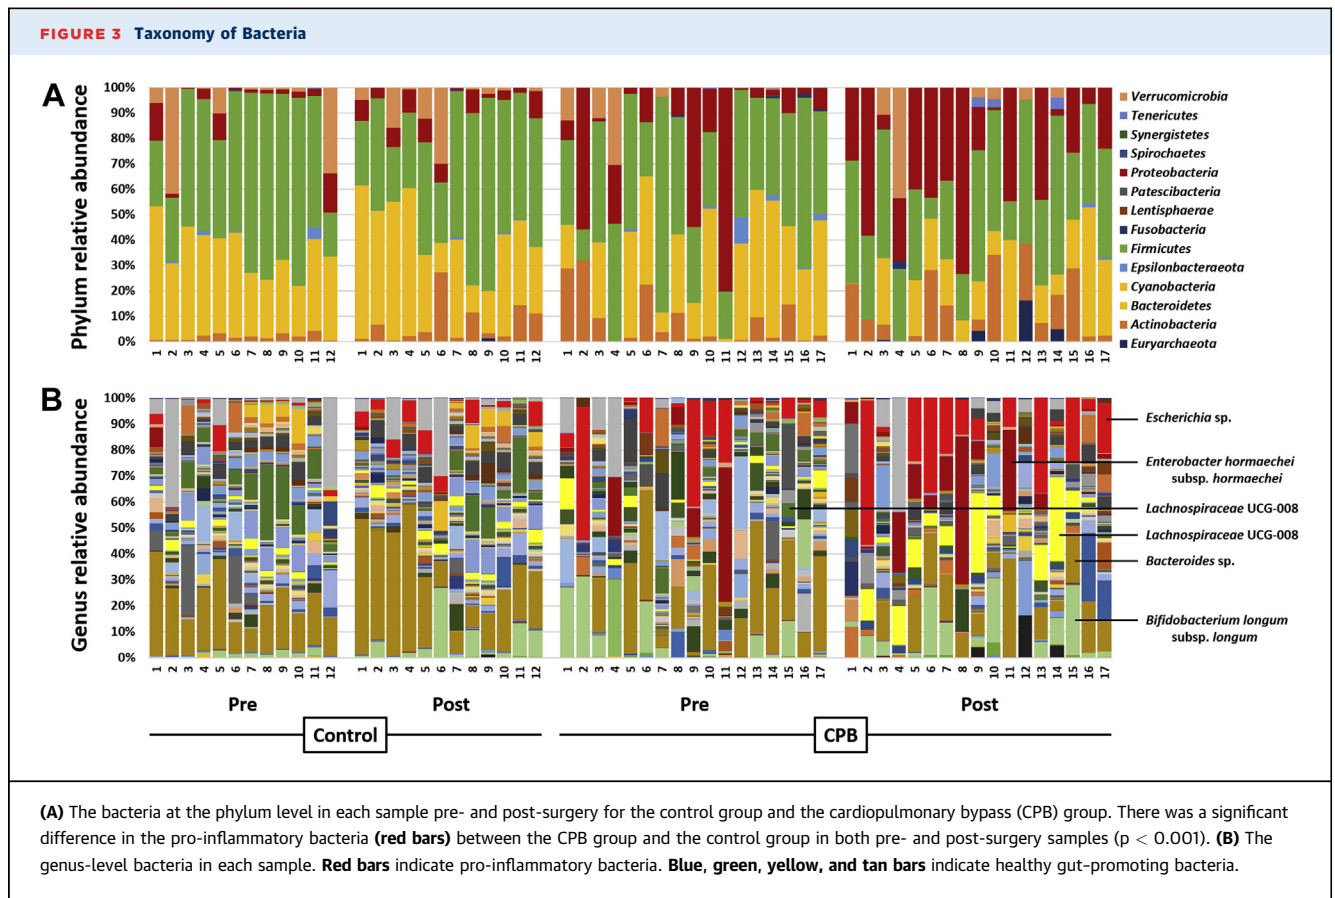 FIGURE 3 Taxonomy of Bacteria
A
Phylum relative abundance
100%
90%
80%
70%
60%
50%
40%
30%
20%
10%
0%
1 2 3 4 5 6 7 8 9 10 11 12
1 2 3 4 5 6 7 8 9 10 11 12
1 2 3 4 5 6 7 8 9 10 11 12 13 14 15 16 17
1 2 3 4 5 6 7 8 9 10 11 12 13 14 15 16 17
Verrucomicrobia
Tenericutes
Synergistetes
Spirochaetes
Proteobacteria
Patescibacteria
Lentisphaerae
Fusobacteria
Firmicutes
Epsilonbacteraeota
Cyanobacteria
Bacteroidetes
Actinobacteria
Euryarchaeota
B
Genus relative abundance
100%
90%
80%
70%
60%
50%
40%
30%
20%
10%
0%
1 2 3 4 5 6 7 8 9 10 11 12
1 2 3 4 5 6 7 8 9 10 11 12
1 2 3 4 5 6 7 8 9 10 11 12 13 14 15 16 17
1 2 3 4 5 6 7 8 9 10 11 12 13 14 15 16 17
Escherichia sp.
Enterobacter hormaechei
subsp. hormaechei
Lachnospiraceae UCG-008
Lachnospiraceae UCG-008
Bacteroides sp.
Bifidobacterium longum
subsp. longum
Pre Post Pre Post
Control CPB
(A) The bacteria at the phylum level in each sample pre- and post-surgery for the control group and the cardiopulmonary bypass (CPB) group. There was a significant
difference in the pro-inflammatory bacteria (red bars) between the CPB group and the control group in both pre- and post-surgery samples (p < 0.001). (B) The
genus-level bacteria in each sample. Red bars indicate pro-inflammatory bacteria. Blue, green, yellow, and tan bars indicate healthy gut–promoting bacteria.